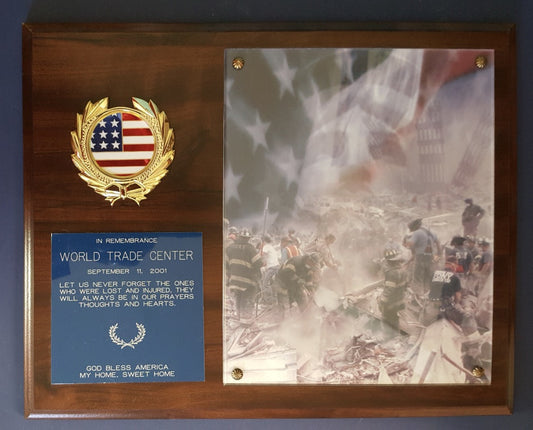 IN REMEMBRANCE
WORLD TRADE CENTER
SEPTEMBER 11, 2001
LET US NEVER FORGET THE ONES
WHO WERE LOST AND INJURED, THEY
WILL ALWAYS BE IN OUR PRAYERS
THOUGHTS AND HEARTS.
GOD BLESS AMERICA
MY HOME, SWEET HOME